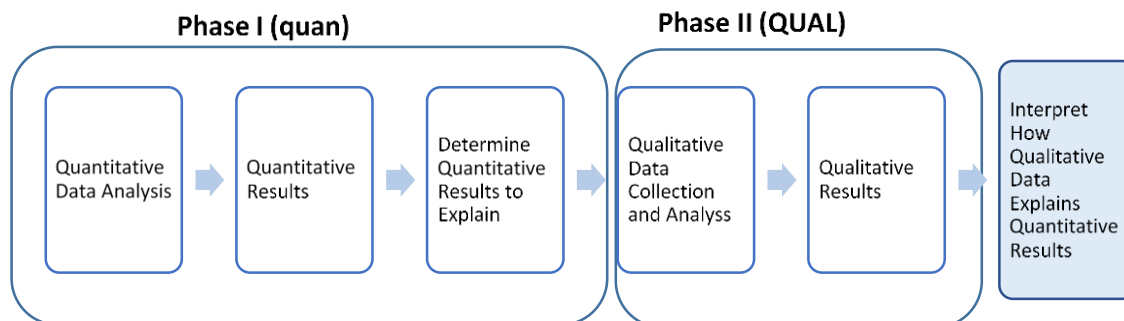 Phase I (quan)
Phase II (QUAL)
Quantitative
Data Analysis
Quantitative
Results
Determine
Quantitative
Results to
Explain
Qualitative
Data
Collection
and Analyss
Qualitative
Results
Interpret
How
Qualitative
Data
Explains
Quantitative
Results